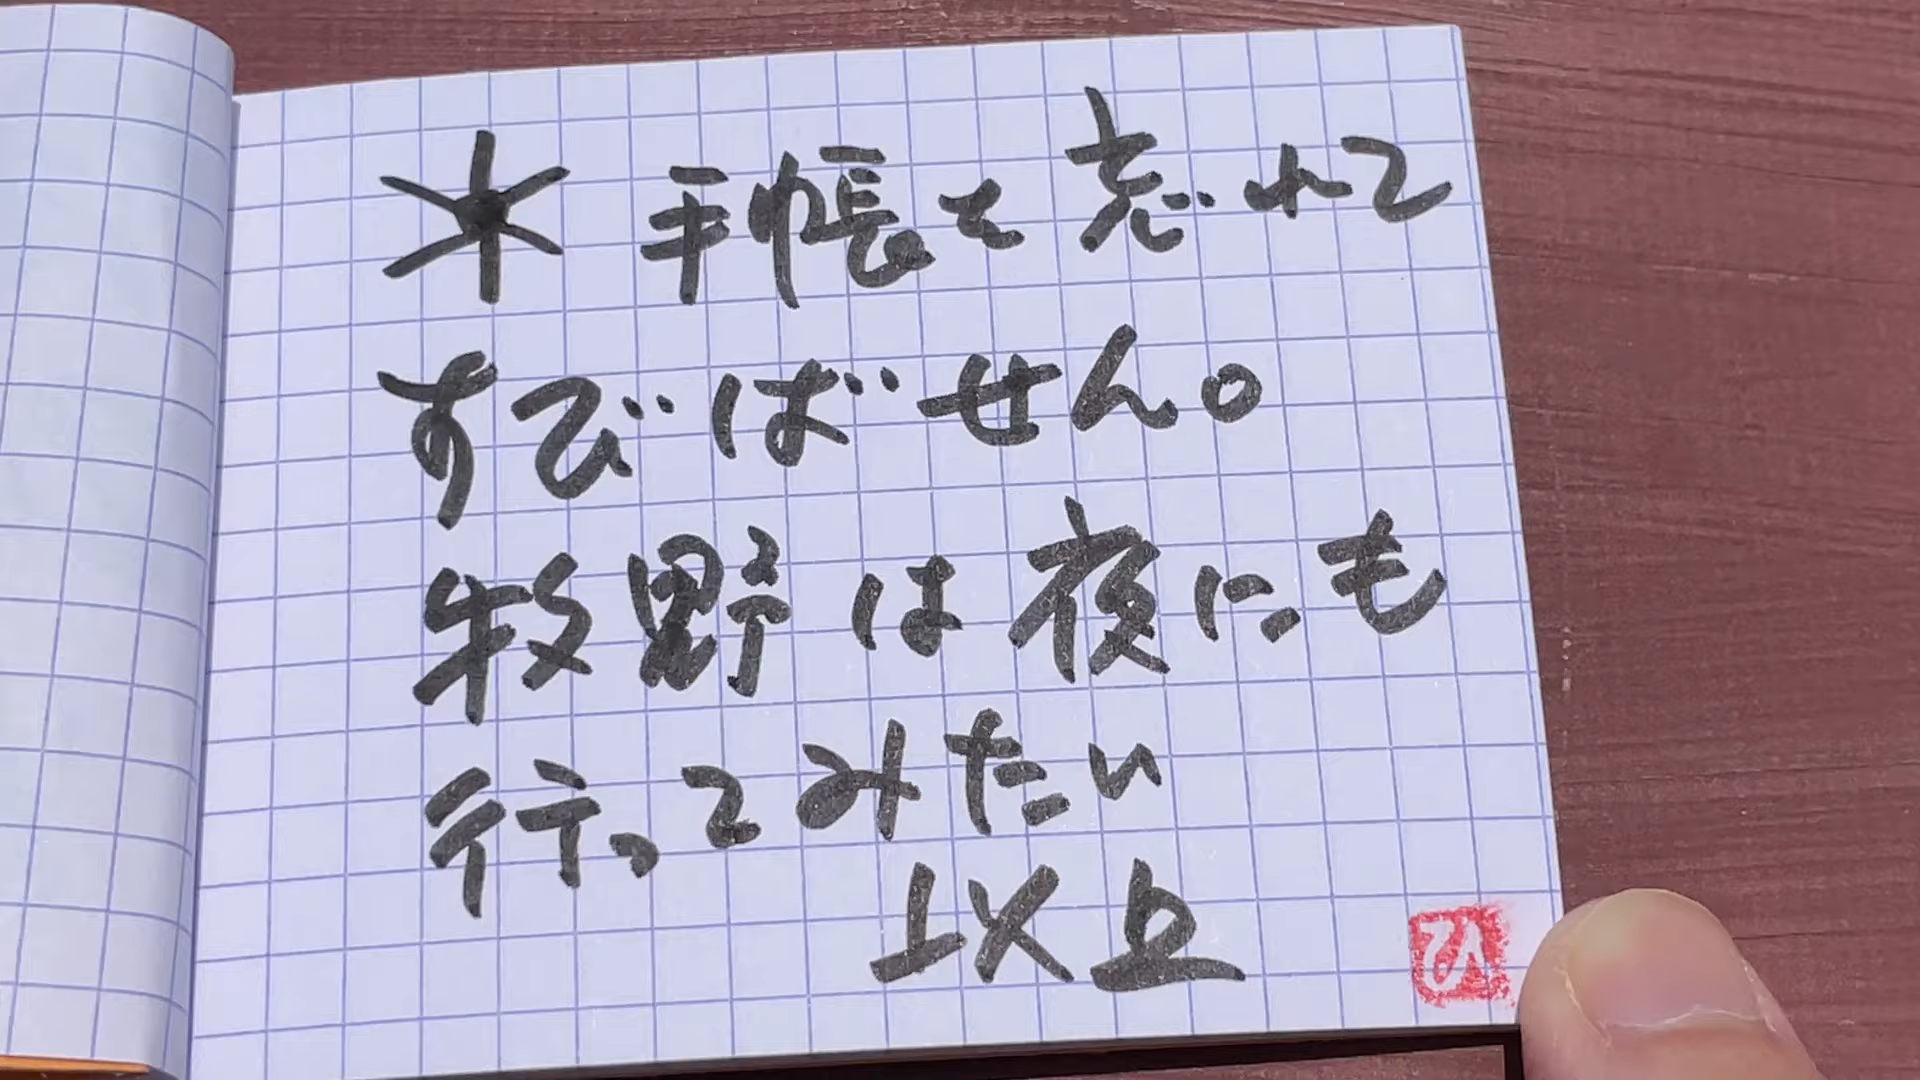 * 手帳を忘れて
すびばせん。
牧野は夜にも
行ってみたい
以上
ひ